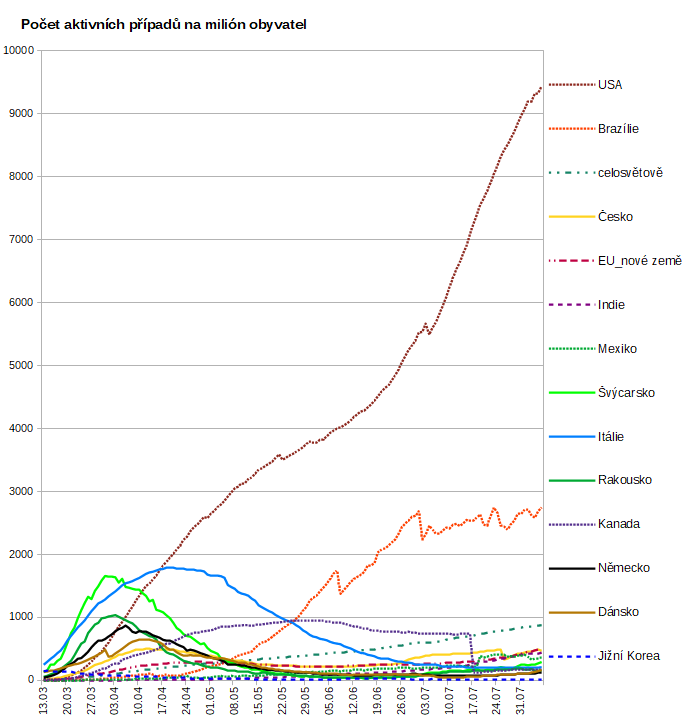 Počet aktivních případů na milión obyvatel
10000
9000
8000
7000
6000
5000
4000
3000
2000
1000
0
USA
Brazílie
celosvětově
Česko
EU_nové země
Indie
Mexiko
Švýcarsko
Itálie
Rakousko
Kanada
Německo
Dánsko
Jižní Korea
13.03
20.03
27.03
03.04
10.04
17.04
24.04
01.05
08.05
15.05
22.05
29.05
05.06
12.06
19.06
26.06
03.07
10.07
17.07
24.07
31.07